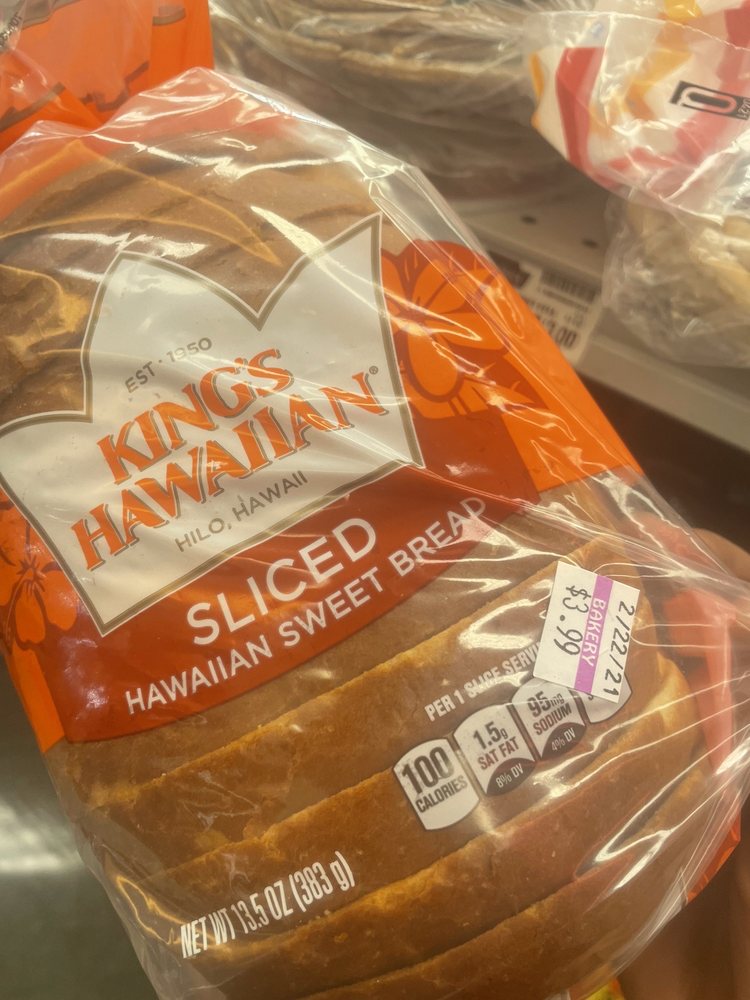 EST · 1950
KING'S
HAWAIIAN®
HILO, HAWAII
SLICED
HAWAIIAN SWEET BREAD
2/22/21
BAKERY
$3.99
PER 1 SLICE
100
CALORIES
1.5g
SAT FAT
8% DV
95mg
SODIUM
4% DV
NET WT 13.5 OZ (383 g)